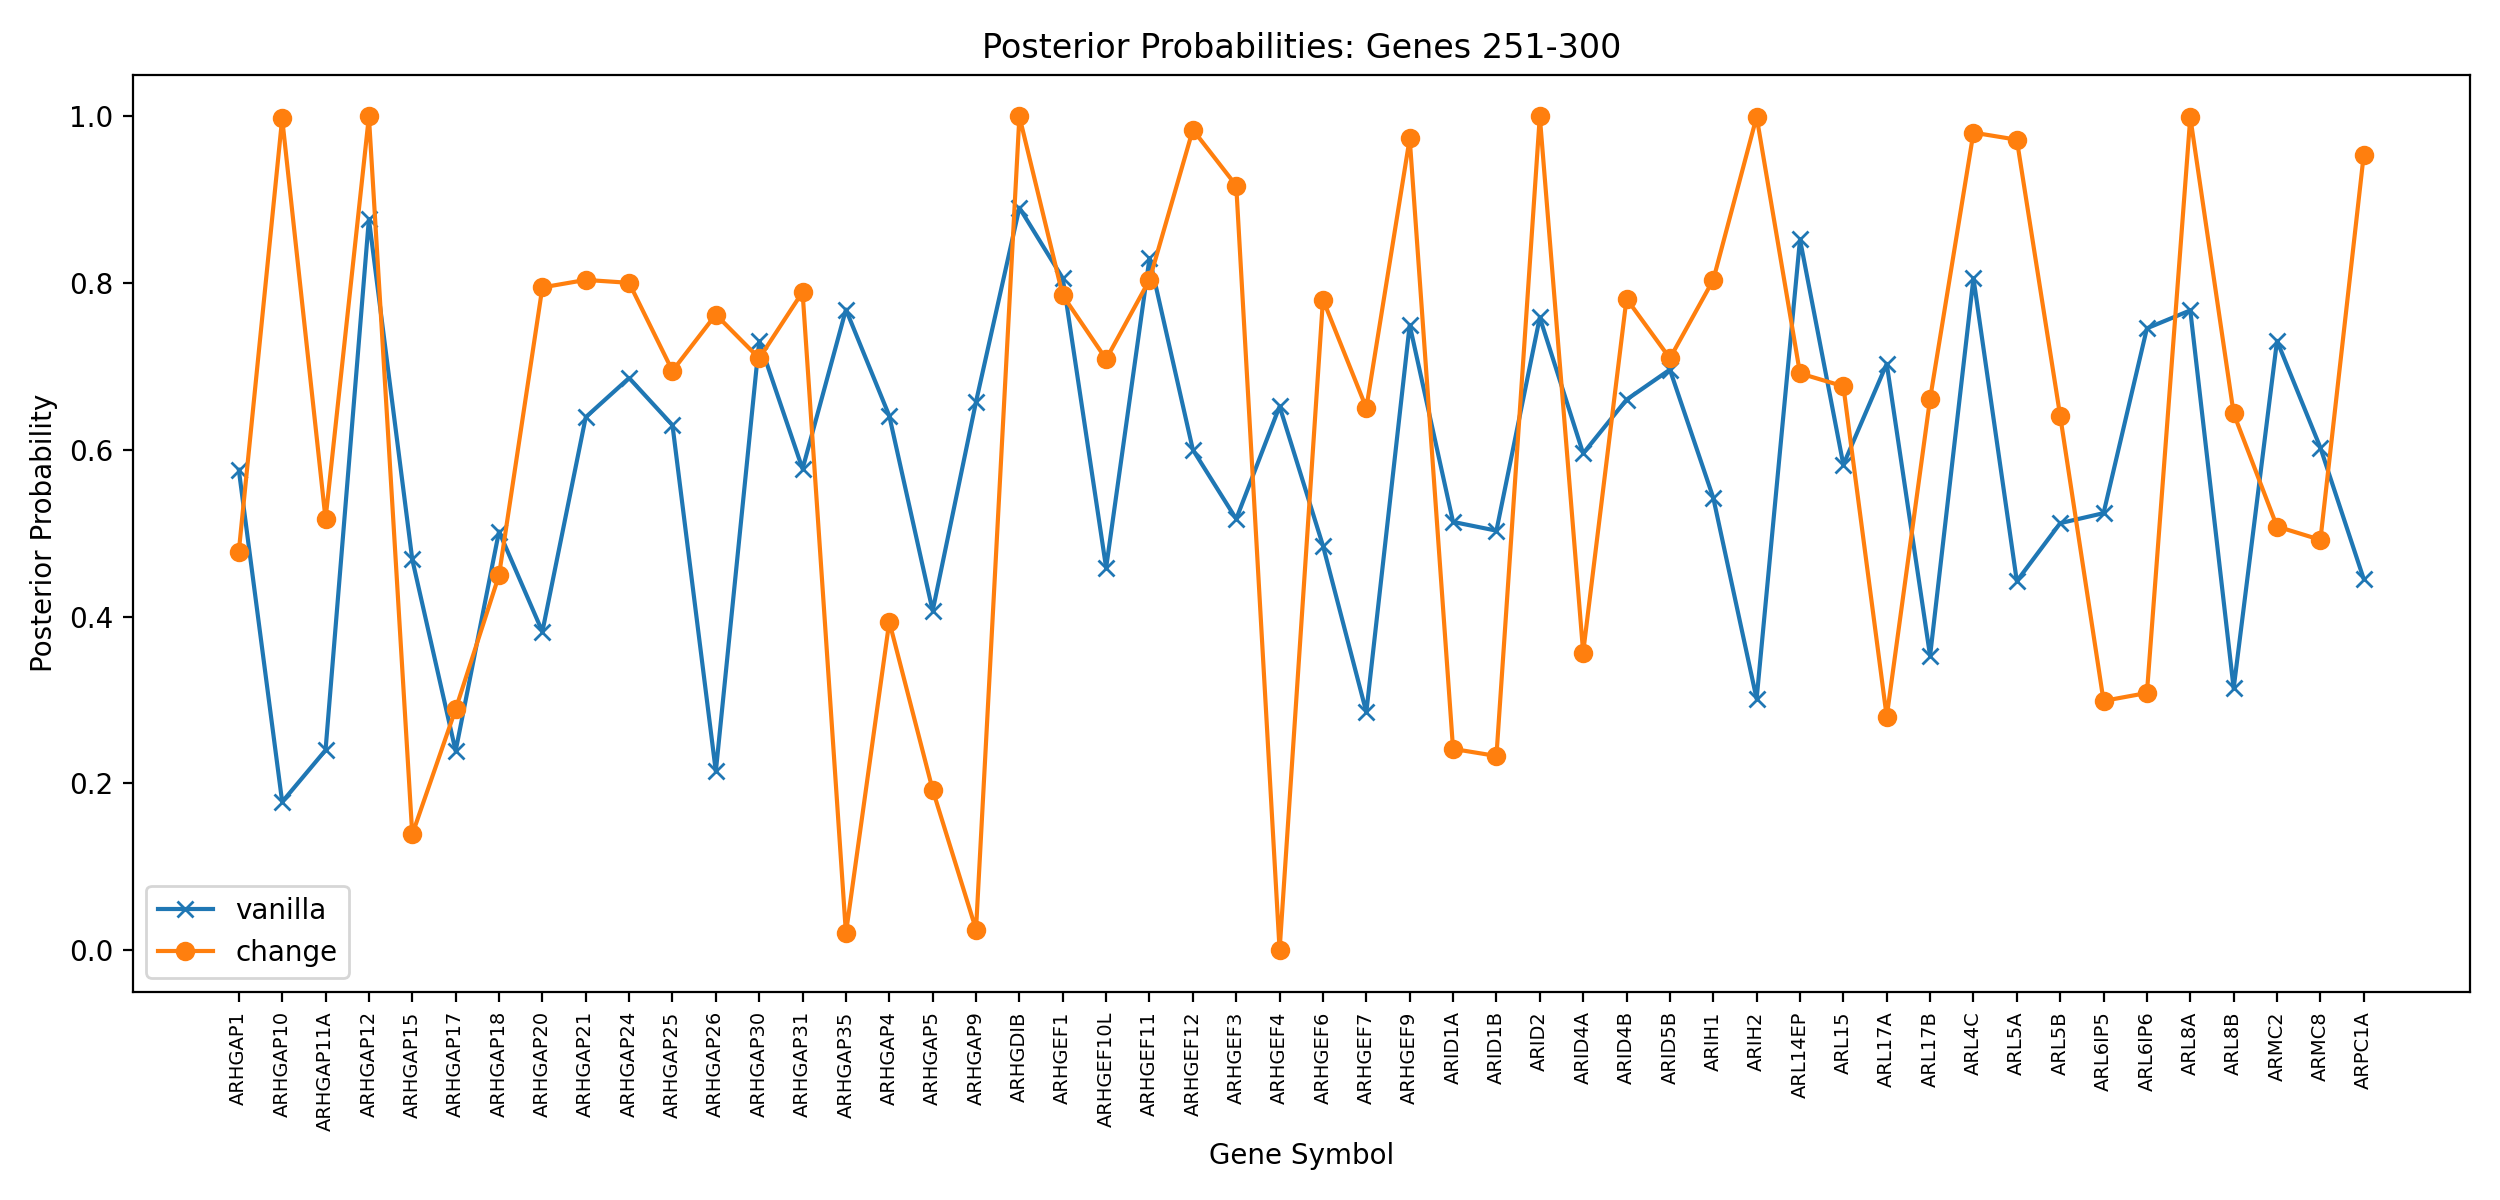 Posterior Probabilities: Genes 251-300
Posterior Probability
1.0
0.8
0.6
0.4
0.2
0.0
vanilla
change
ARHGAP1
ARHGAP10
ARHGAP11A
ARHGAP12
ARHGAP15
ARHGAP17
ARHGAP18
ARHGAP20
ARHGAP21
ARHGAP24
ARHGAP25
ARHGAP26
ARHGAP30
ARHGAP31
ARHGAP35
ARHGAP4
ARHGAP5
ARHGAP9
ARHGDIB
ARHGEF1
ARHGEF10L
ARHGEF11
ARHGEF12
ARHGEF3
ARHGEF4
ARHGEF6
ARHGEF7
ARHGEF9
ARID1A
ARID1B
ARID2
ARID4A
ARID4B
ARID5B
ARIH1
ARIH2
ARL14EP
ARL15
ARL17A
ARL17B
ARL4C
ARL5A
ARL5B
ARL6IP5
ARL6IP6
ARL8A
ARL8B
ARMC2
ARMC8
ARPC1A
Gene Symbol